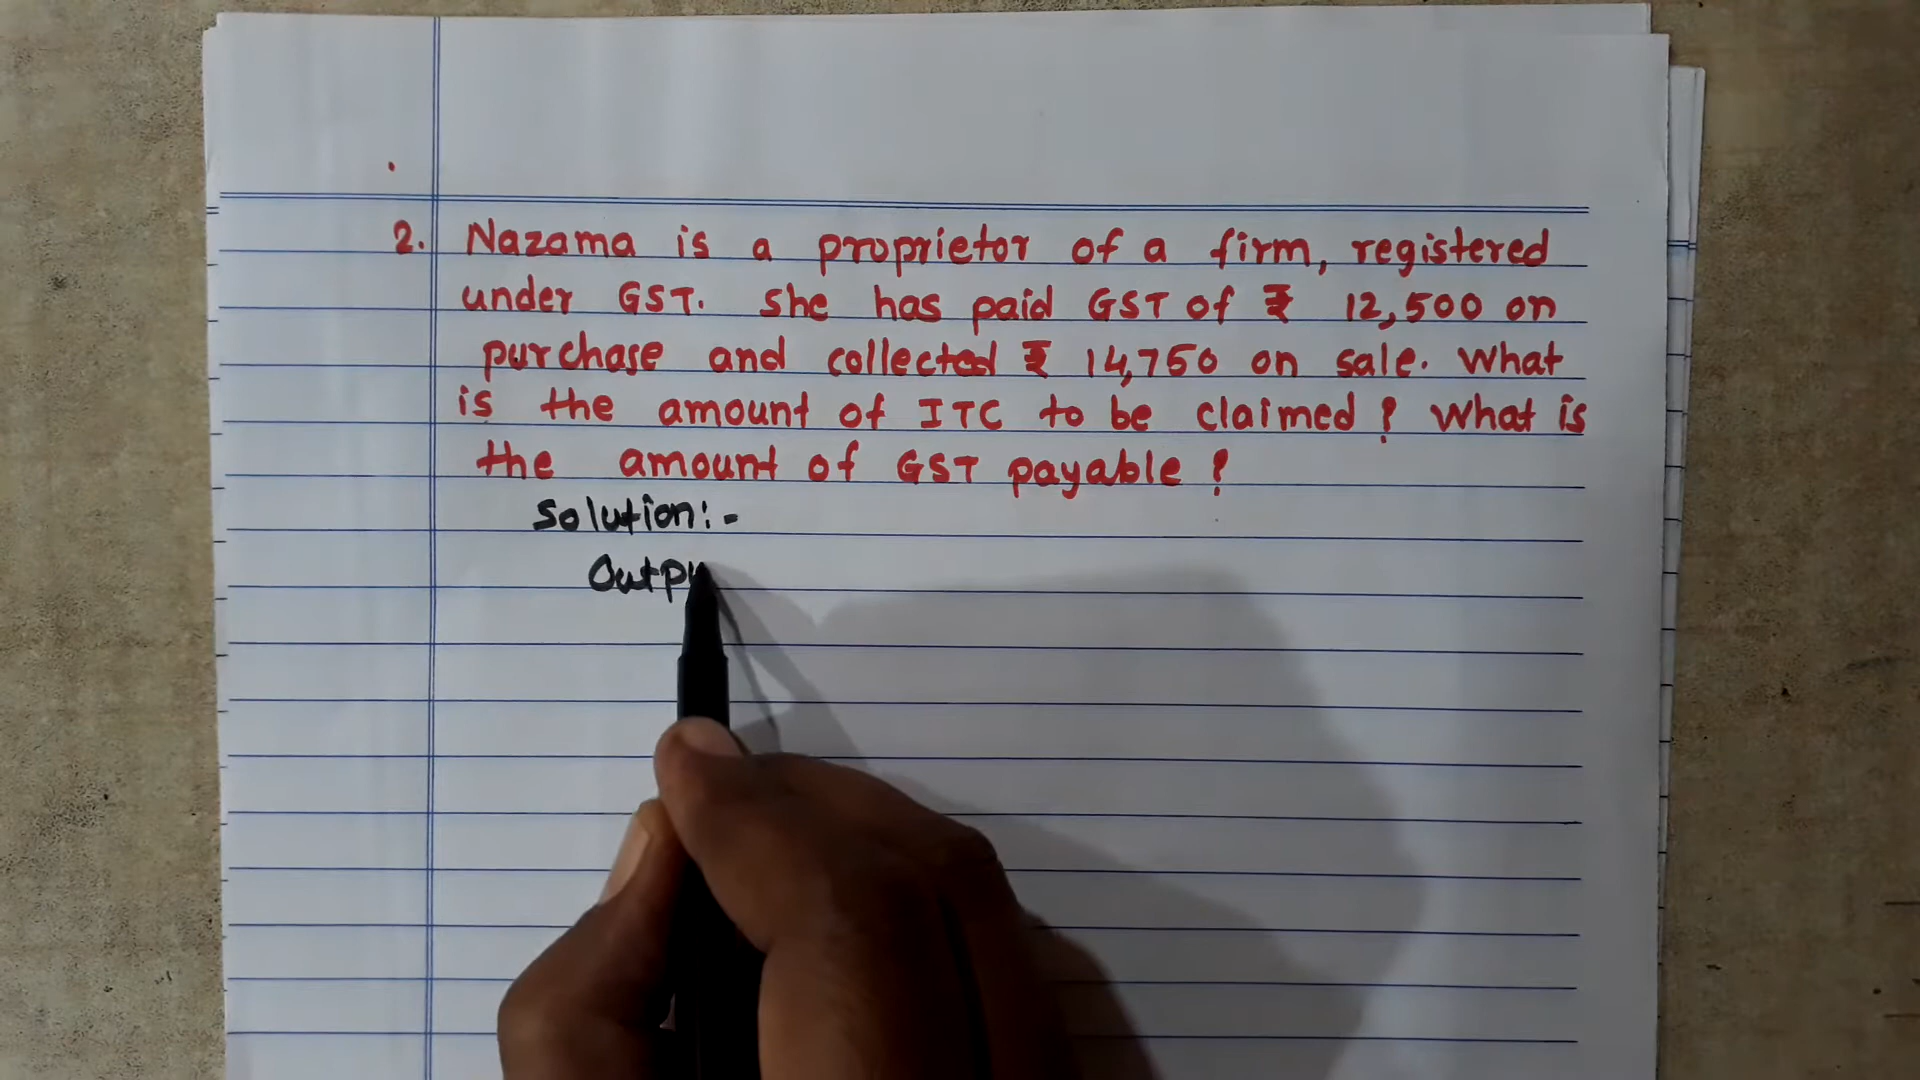 2. Nazama is a proprietor of a firm, registered
under GST. She has paid GST of ₹ 12,500 on
purchase and collected ₹ 14,750 on sale. What
is the amount of ITC to be claimed? What is
the amount of GST payable?
Solution:-
Outpu